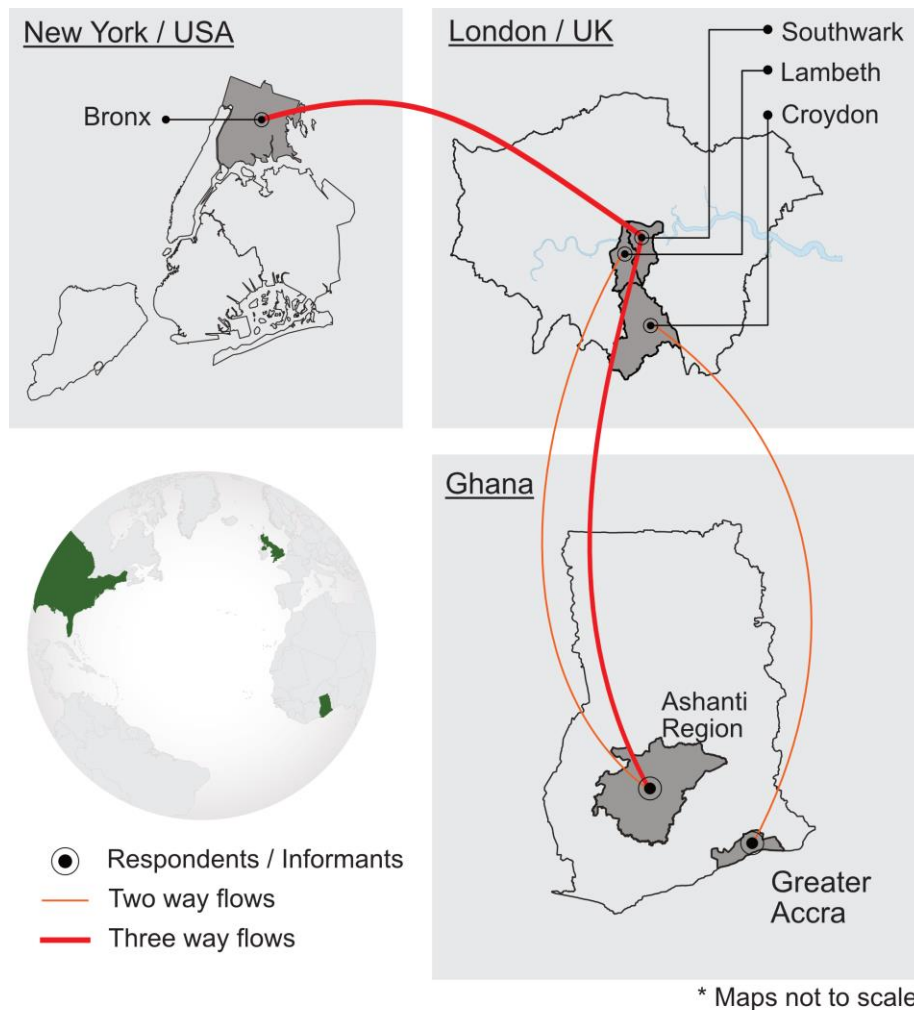 New York / USA
Bronx
London / UK
Southwark
Lambeth
Croydon
Ghana
Ashanti
Region
Greater
Accra
Respondents / Informants
Two way flows
Three way flows
* Maps not to scale